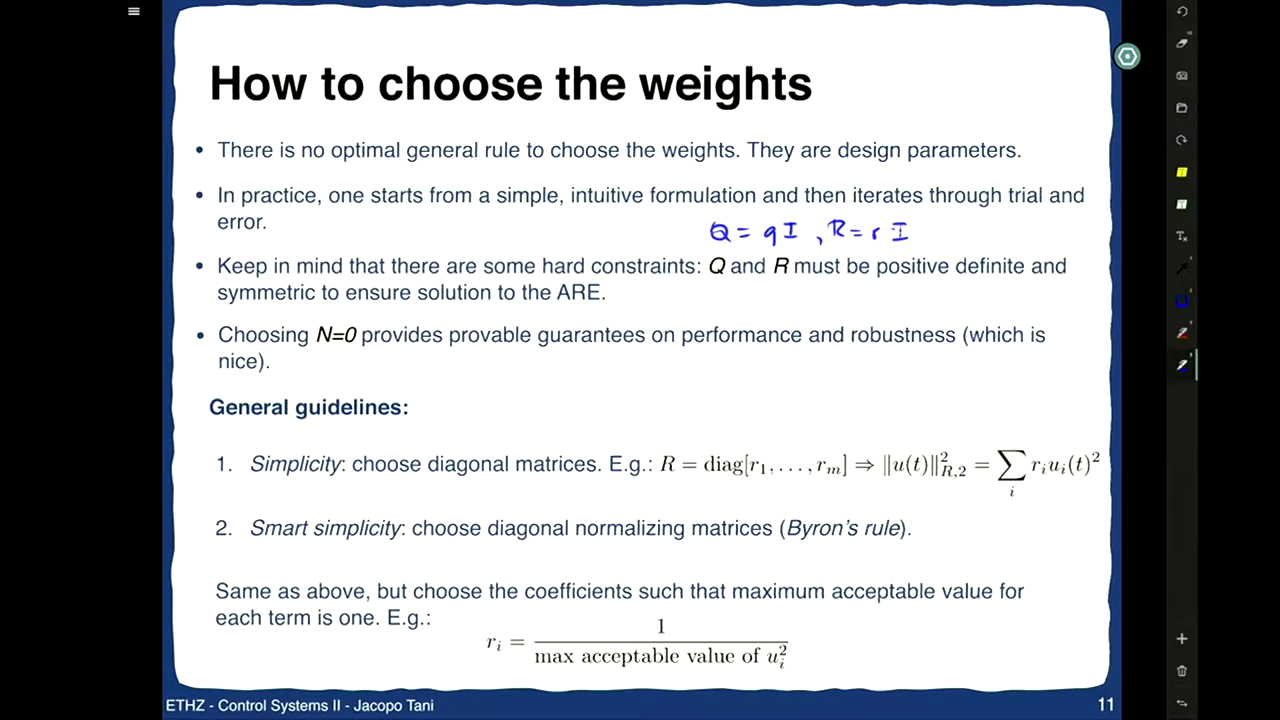 How to choose the weights
• There is no optimal general rule to choose the weights. They are design parameters.
• In practice, one starts from a simple, intuitive formulation and then iterates through trial and
error.
Q = qI , R = r I
• Keep in mind that there are some hard constraints: Q and R must be positive definite and
symmetric to ensure solution to the ARE.
• Choosing N=0 provides provable guarantees on performance and robustness (which is
nice).
General guidelines:
1. Simplicity: choose diagonal matrices. E.g.: R = diag[r₁, . . . , rₘ] ⇒ ‖u(t)‖²_{R,2} = ∑_i rᵢuᵢ(t)²
2. Smart simplicity: choose diagonal normalizing matrices (Byron's rule).
Same as above, but choose the coefficients such that maximum acceptable value for
each term is one. E.g.:
rᵢ = 1 / max acceptable value of uᵢ²
ETHZ - Control Systems II - Jacopo Tani 11